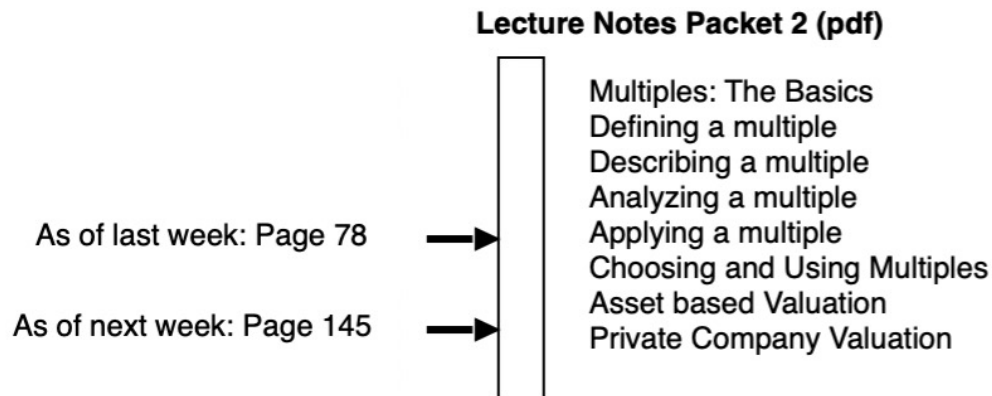 Lecture Notes Packet 2 (pdf)
Multiples: The Basics
Defining a multiple
Describing a multiple
Analyzing a multiple
As of last week: Page 78
Applying a multiple
Choosing and Using Multiples
Asset based Valuation
As of next week: Page 145
Private Company Valuation